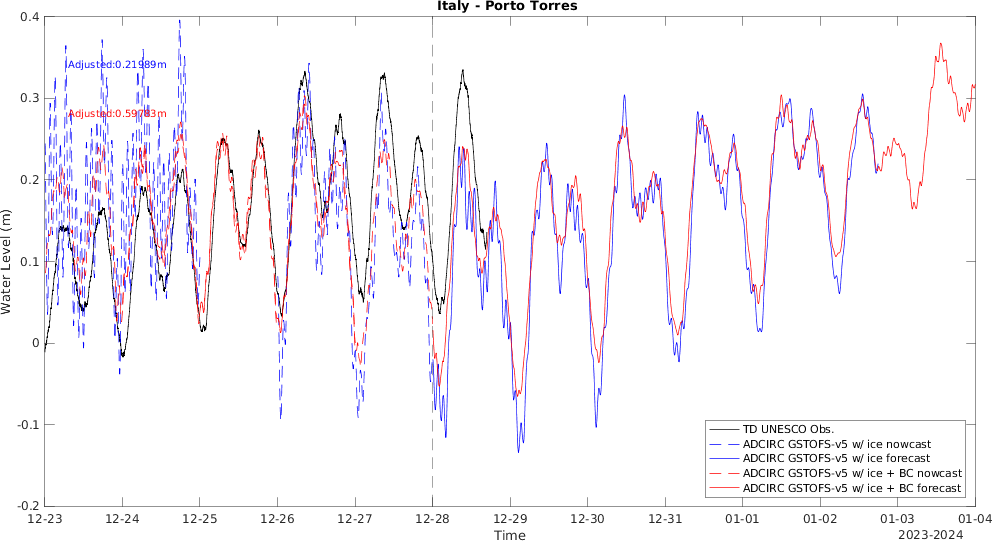 Italy - Porto Torres
0.4
0.3
0.2
0.1
0
-0.1
-0.2
Water Level (m)
Adjusted:0.21989m
Adjusted:0.59783m
TD UNESCO Obs.
ADCIRC GSTOFS-v5 w/ ice nowcast
ADCIRC GSTOFS-v5 w/ ice forecast
ADCIRC GSTOFS-v5 w/ ice + BC nowcast
ADCIRC GSTOFS-v5 w/ ice + BC forecast
12-23 12-24 12-25 12-26 12-27 12-28 12-29 12-30 12-31 01-01 01-02 01-03 01-04
Time
2023-2024